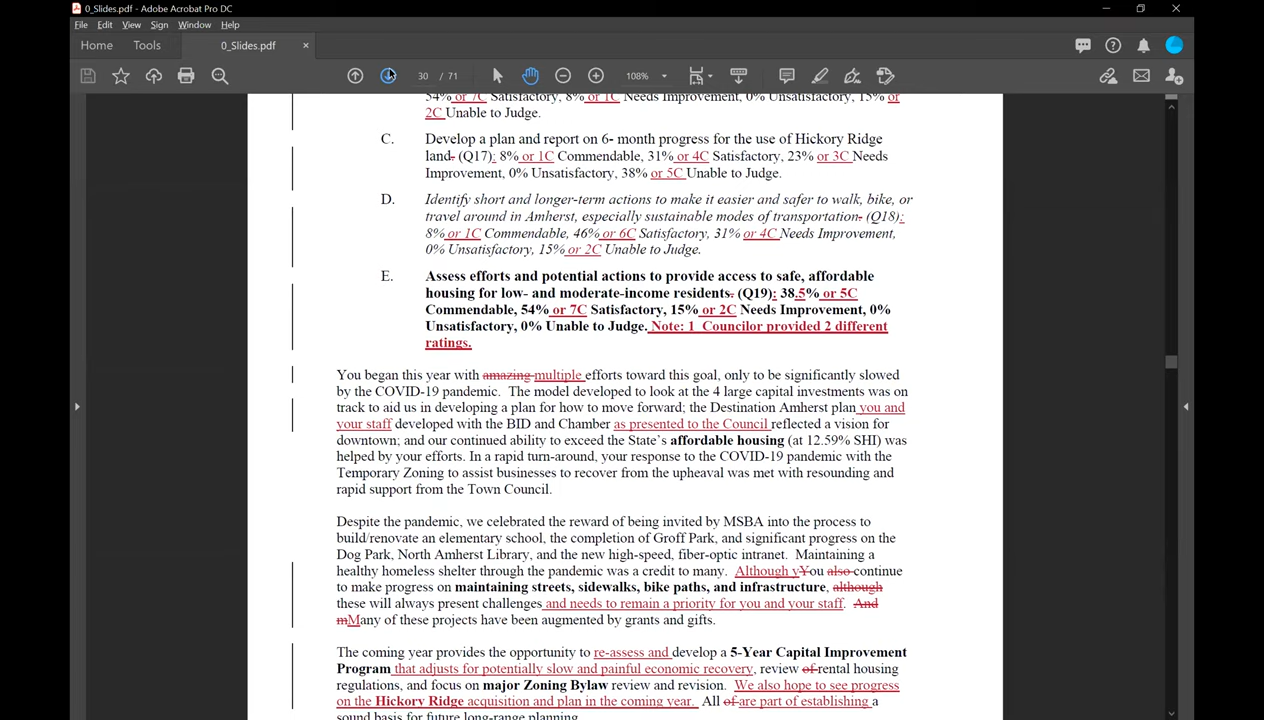 0_Slides.pdf - Adobe Acrobat Pro DC
File Edit View Sign Window Help
Home Tools 0_Slides.pdf ×
30 / 71 108%
54% or 7C Satisfactory, 8% or 1C Needs Improvement, 0% Unsatisfactory, 15% or
2C Unable to Judge.
C. Develop a plan and report on 6- month progress for the use of Hickory Ridge
land. (Q17): 8% or 1C Commendable, 31% or 4C Satisfactory, 23% or 3C Needs
Improvement, 0% Unsatisfactory, 38% or 5C Unable to Judge.
D. Identify short and longer-term actions to make it easier and safer to walk, bike, or
travel around in Amherst, especially sustainable modes of transportation. (Q18):
8% or 1C Commendable, 46% or 6C Satisfactory, 31% or 4C Needs Improvement,
0% Unsatisfactory, 15% or 2C Unable to Judge.
E. Assess efforts and potential actions to provide access to safe, affordable
housing for low- and moderate-income residents. (Q19): 38.5% or 5C
Commendable, 54% or 7C Satisfactory, 15% or 2C Needs Improvement, 0%
Unsatisfactory, 0% Unable to Judge. Note: 1 Councilor provided 2 different
ratings.
You began this year with amazing multiple efforts toward this goal, only to be significantly slowed
by the COVID-19 pandemic. The model developed to look at the 4 large capital investments was on
track to aid us in developing a plan for how to move forward; the Destination Amherst plan you and
your staff developed with the BID and Chamber as presented to the Council reflected a vision for
downtown; and our continued ability to exceed the State's affordable housing (at 12.59% SHI) was
helped by your efforts. In a rapid turn-around, your response to the COVID-19 pandemic with the
Temporary Zoning to assist businesses to recover from the upheaval was met with resounding and
rapid support from the Town Council.
Despite the pandemic, we celebrated the reward of being invited by MSBA into the process to
build/renovate an elementary school, the completion of Groff Park, and significant progress on the
Dog Park, North Amherst Library, and the new high-speed, fiber-optic intranet. Maintaining a
healthy homeless shelter through the pandemic was a credit to many. Although yYou also continue
to make progress on maintaining streets, sidewalks, bike paths, and infrastructure, although
these will always present challenges and needs to remain a priority for you and your staff. And
mMany of these projects have been augmented by grants and gifts.
The coming year provides the opportunity to re-assess and develop a 5-Year Capital Improvement
Program that adjusts for potentially slow and painful economic recovery, review of rental housing
regulations, and focus on major Zoning Bylaw review and revision. We also hope to see progress
on the Hickory Ridge acquisition and plan in the coming year. All of are part of establishing a
sound basis for future long-range planning.